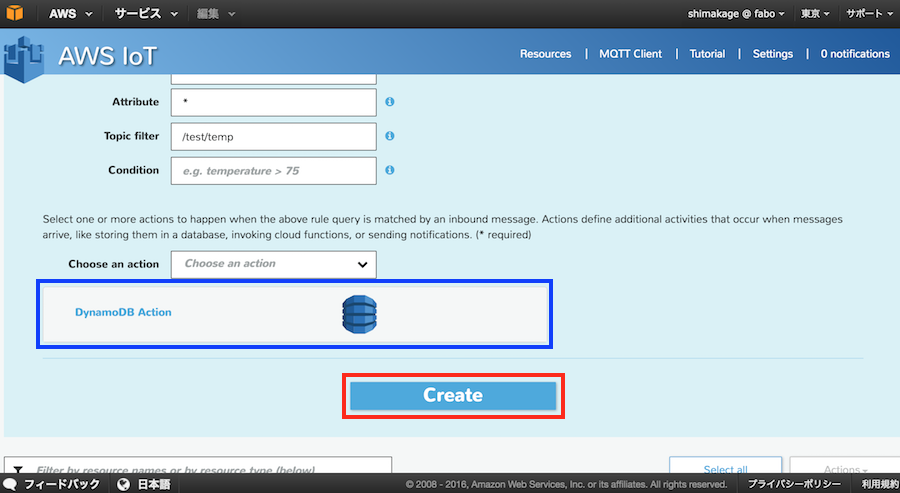 AWS サービス 編集 shimakage @ fabo 東京 サポート
AWS IoT Resources | MQTT Client | Tutorial | Settings | 0 notifications
Attribute *
Topic filter /test/temp
Condition e.g. temperature > 75
Select one or more actions to happen when the above rule query is matched by an inbound message. Actions define additional activities that occur when messages
arrive, like storing them in a database, invoking cloud functions, or sending notifications. (* required)
Choose an action Choose an action
DynamoDB Action
Create
Filter by resource names or by resource type (below) Select all Actions
フィードバック 日本語 © 2008 - 2016, Amazon Web Services, Inc. or its affiliates. All rights reserved. プライバシーポリシー 利用規約